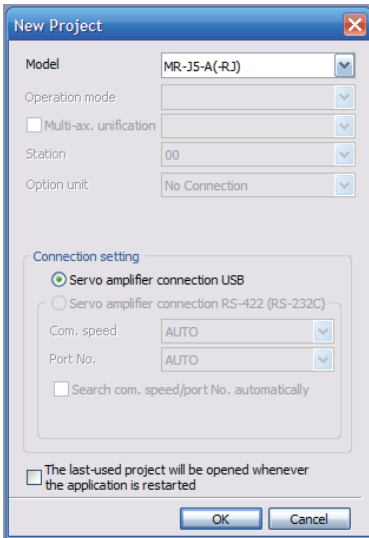 New Project
Model
MR-J5-A(-RJ)
Operation mode
Multi-ax. unification
Station
00
Option unit
No Connection
Connection setting
Servo amplifier connection USB
Servo amplifier connection RS-422 (RS-232C)
Com. speed
AUTO
Port No.
AUTO
Search com. speed/port No. automatically
The last-used project will be opened whenever
the application is restarted
OK
Cancel